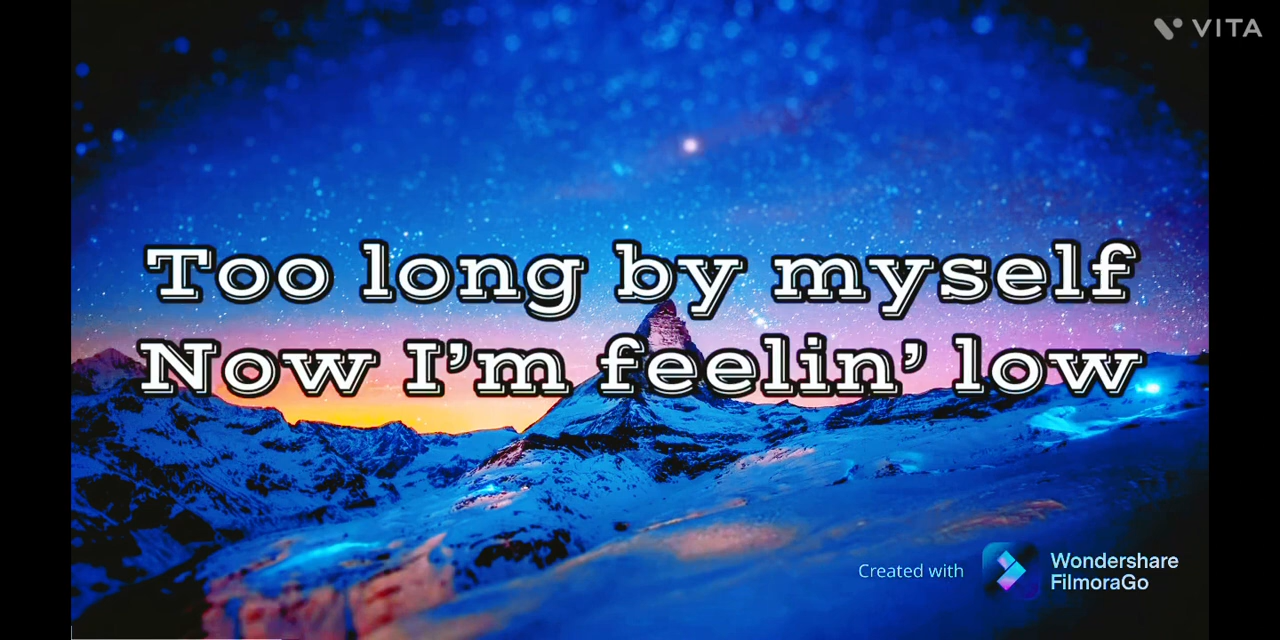 VITA
Too long by myself
Now I'm feelin' low
Created with
Wondershare
FilmoraGo